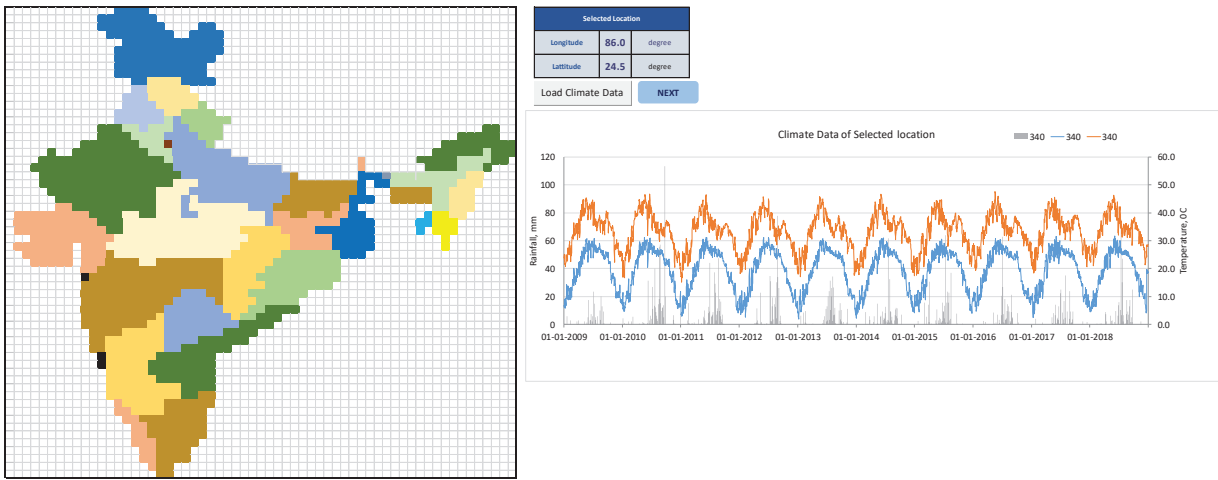 Selected Location
Longitude 86.0 degree
Lattitude 24.5 degree
Load Climate Data NEXT
Climate Data of Selected location
340 340 340
120 60.0
100 50.0
80 40.0
60 30.0
40 20.0
20 10.0
0 0.0
Rainfall, mm
Temperature, 0C
01-01-2009 01-01-2010 01-01-2011 01-01-2012 01-01-2013 01-01-2014 01-01-2015 01-01-2016 01-01-2017 01-01-2018